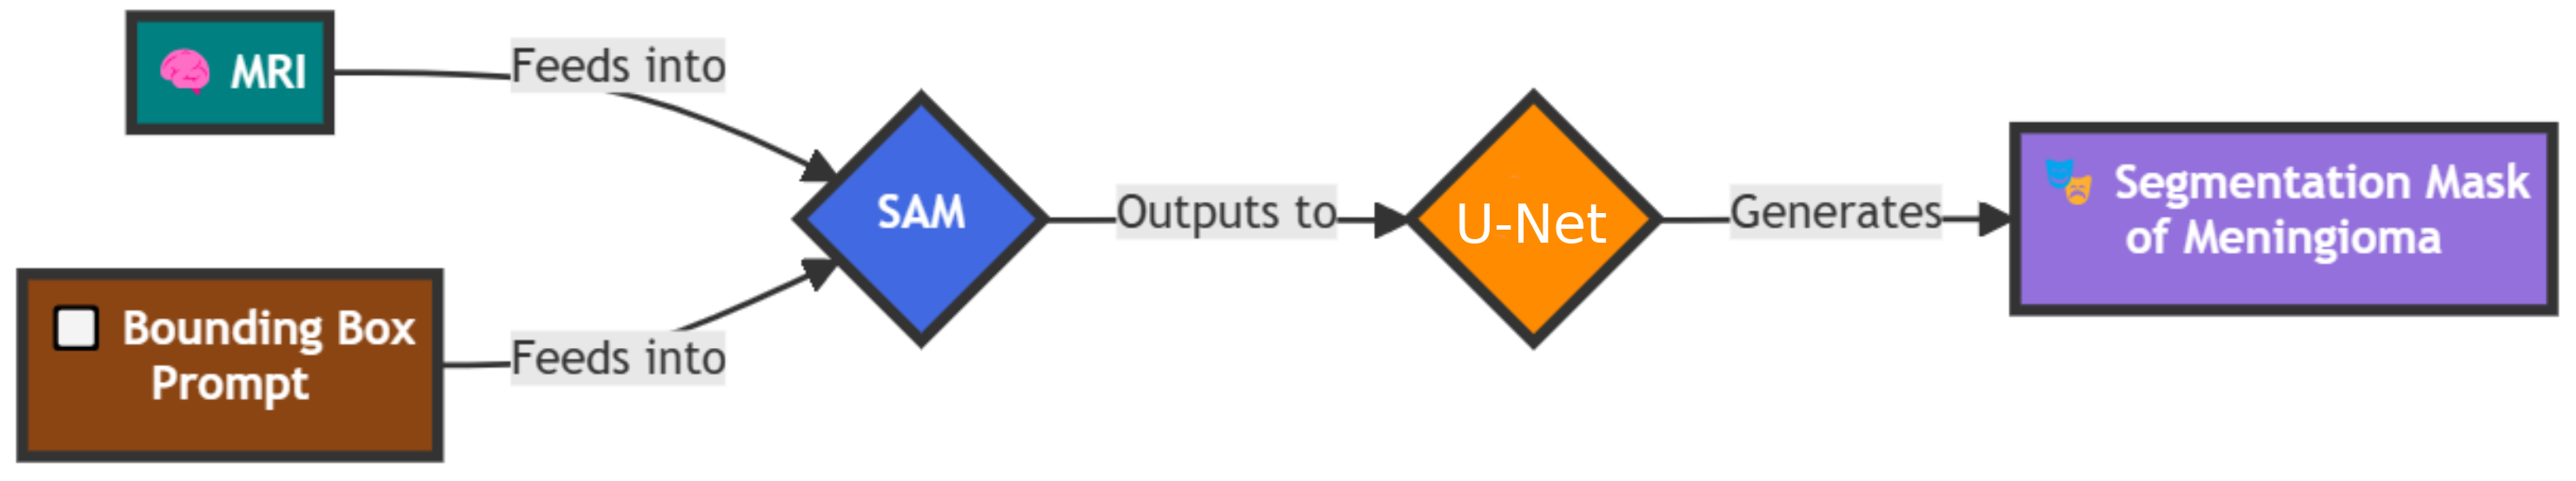 MRI
Feeds into
Bounding Box
Prompt
Feeds into
SAM
Outputs to
U-Net
Generates
Segmentation Mask
of Meningioma